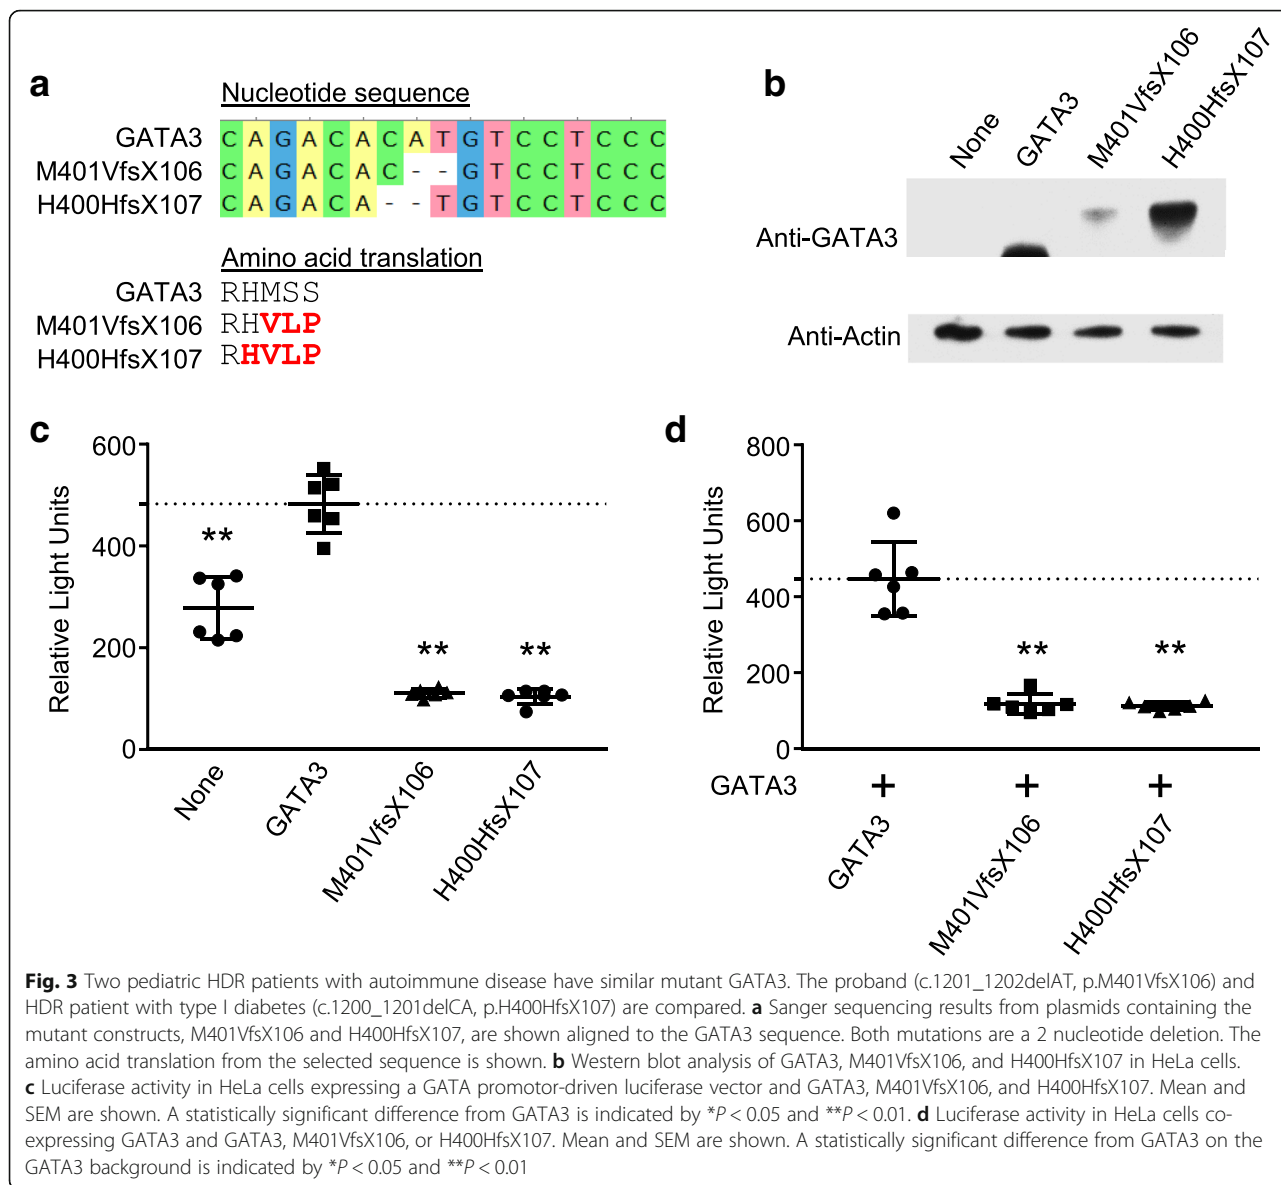 a
Nucleotide sequence
GATA3 C A G A C A C A T G T C C T C C C
M401VfsX106 C A G A C A C - - G T C C T C C C
H400HfsX107 C A G A C A - - T G T C C T C C C
Amino acid translation
GATA3 RHMSS
M401VfsX106 RHVLP
H400HfsX107 RHVLP
b
None GATA3 M401VfsX106 H400HfsX107
Anti-GATA3
Anti-Actin
c
Relative Light Units
600
400
200
0
**
**
**
None GATA3 M401VfsX106 H400HfsX107
d
Relative Light Units
800
600
400
200
0
**
**
GATA3 + + +
GATA3 M401VfsX106 H400HfsX107
Fig. 3 Two pediatric HDR patients with autoimmune disease have similar mutant GATA3. The proband (c.1201_1202delAT, p.M401VfsX106) and
HDR patient with type I diabetes (c.1200_1201delCA, p.H400HfsX107) are compared. a Sanger sequencing results from plasmids containing the
mutant constructs, M401VfsX106 and H400HfsX107, are shown aligned to the GATA3 sequence. Both mutations are a 2 nucleotide deletion. The
amino acid translation from the selected sequence is shown. b Western blot analysis of GATA3, M401VfsX106, and H400HfsX107 in HeLa cells.
c Luciferase activity in HeLa cells expressing a GATA promotor-driven luciferase vector and GATA3, M401VfsX106, and H400HfsX107. Mean and
SEM are shown. A statistically significant difference from GATA3 is indicated by *P < 0.05 and **P < 0.01. d Luciferase activity in HeLa cells co-
expressing GATA3 and GATA3, M401VfsX106, or H400HfsX107. Mean and SEM are shown. A statistically significant difference from GATA3 on the
GATA3 background is indicated by *P < 0.05 and **P < 0.01